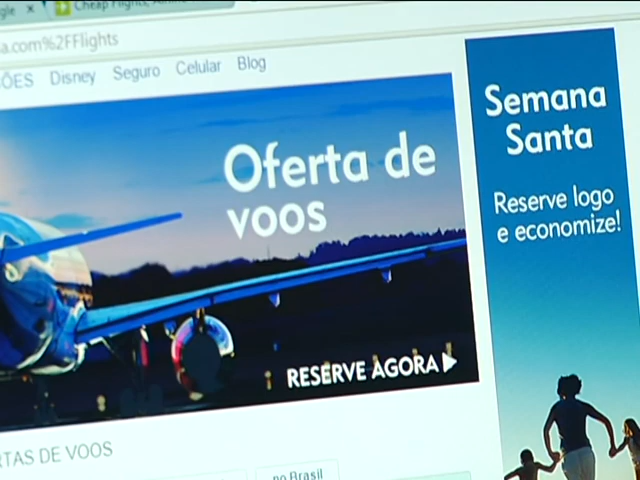 gle × Cheap Flights,
a.com%2FFlights
ÕES Disney Seguro Celular Blog
Oferta de
voos
RESERVE AGORA
Semana
Santa
Reserve logo
e economize!
RTAS DE VOOS
no Brasil